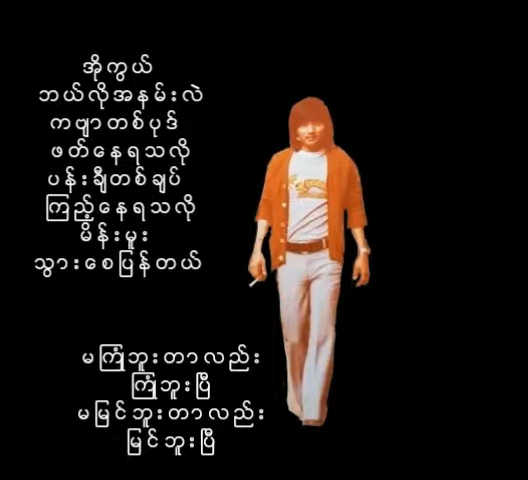 အိုကွယ်
ဘယ်လိုအနမ်းလဲ
ကဗျာတစ်ပုဒ်
ဖတ်နေရသလို
ပန်းချီတစ်ချပ်
ကြည့်နေရသလို
မိန်းမူး
သွားစေပြန်တယ်
မကြုံဘူးတာလည်း
ကြုံဘူးပြီ
မမြင်ဘူးတာလည်း
မြင်ဘူးပြီ